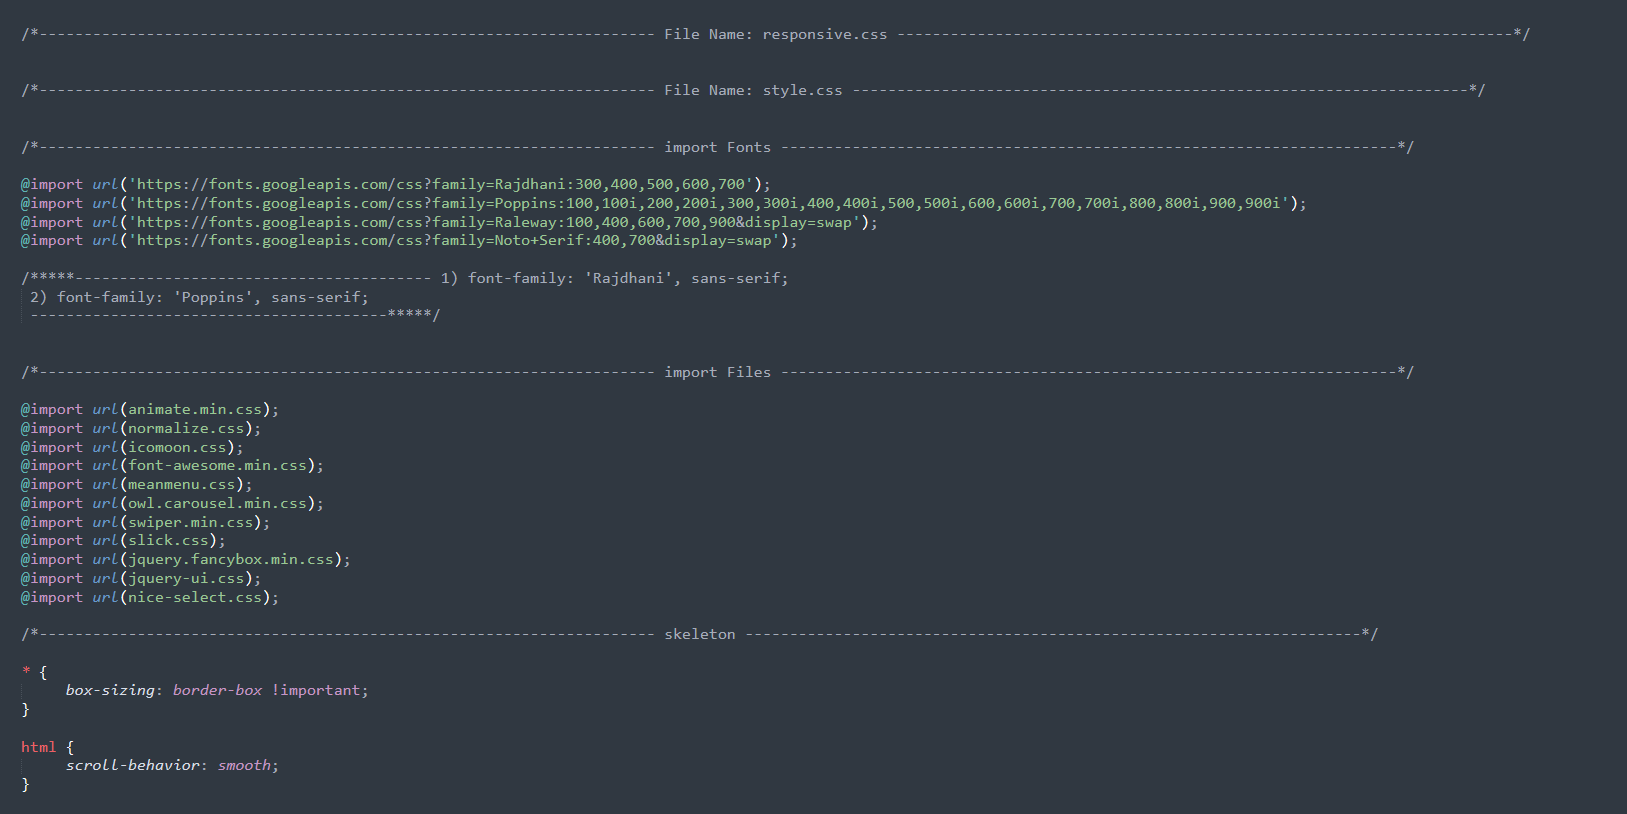 /*--------------------------------------------------------------------- File Name: responsive.css ---------------------------------------------------------------------*/
/*--------------------------------------------------------------------- File Name: style.css ---------------------------------------------------------------------*/
/*--------------------------------------------------------------------- import Fonts ---------------------------------------------------------------------*/
@import url('https://fonts.googleapis.com/css?family=Rajdhani:300,400,500,600,700');
@import url('https://fonts.googleapis.com/css?family=Poppins:100,100i,200,200i,300,300i,400,400i,500,500i,600,600i,700,700i,800,800i,900,900i');
@import url('https://fonts.googleapis.com/css?family=Raleway:100,400,600,700,900&display=swap');
@import url('https://fonts.googleapis.com/css?family=Noto+Serif:400,700&display=swap');
/*****---------------------------------------- 1) font-family: 'Rajdhani', sans-serif;
2) font-family: 'Poppins', sans-serif;
----------------------------------------*****/
/*--------------------------------------------------------------------- import Files ---------------------------------------------------------------------*/
@import url(animate.min.css);
@import url(normalize.css);
@import url(icomoon.css);
@import url(font-awesome.min.css);
@import url(meanmenu.css);
@import url(owl.carousel.min.css);
@import url(swiper.min.css);
@import url(slick.css);
@import url(jquery.fancybox.min.css);
@import url(jquery-ui.css);
@import url(nice-select.css);
/*--------------------------------------------------------------------- skeleton ---------------------------------------------------------------------*/
* {
box-sizing: border-box !important;
}
html {
scroll-behavior: smooth;
}